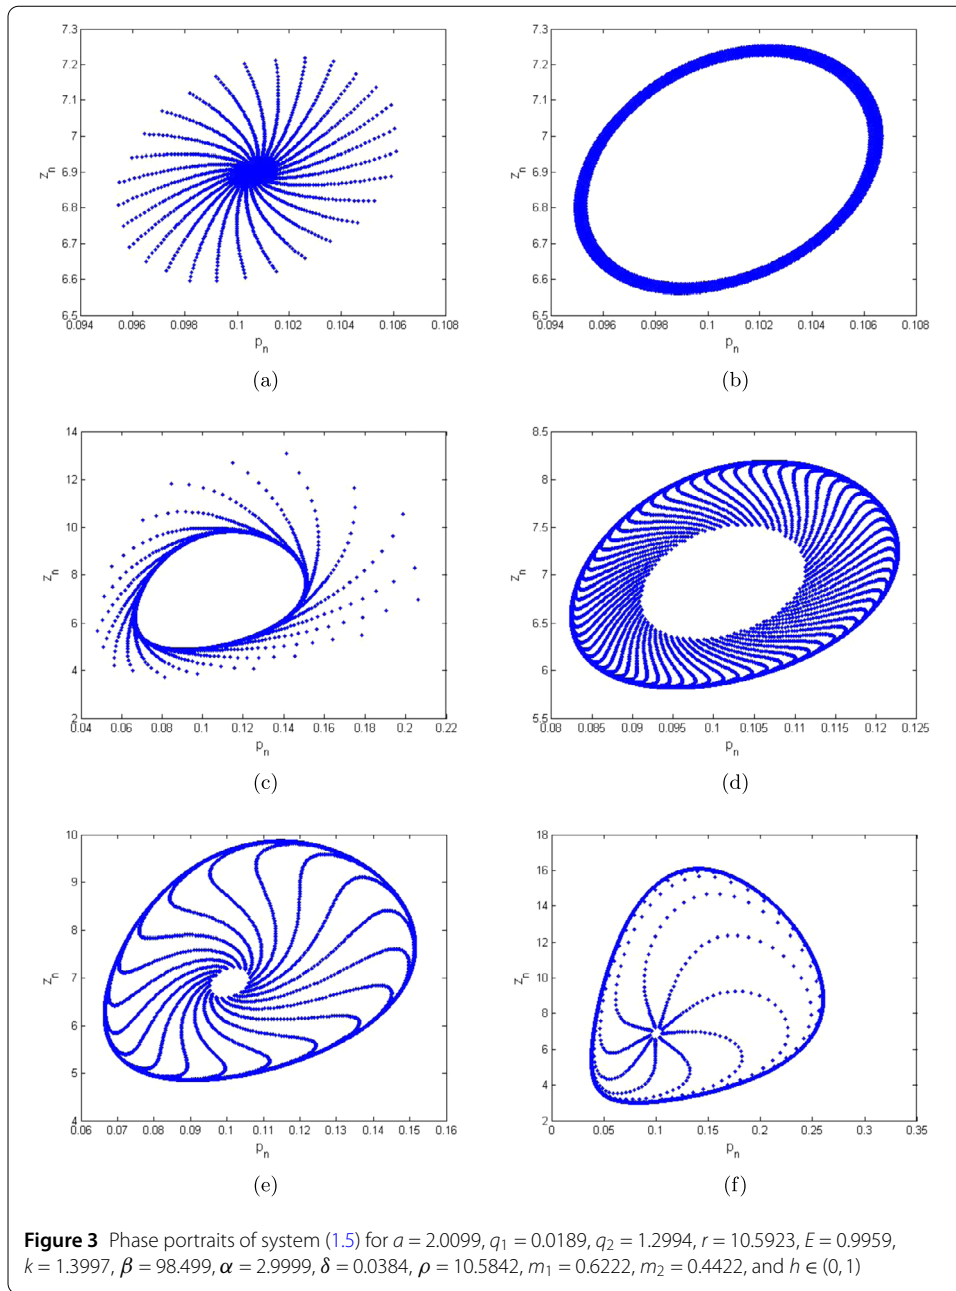 7.3
7.2
7.1
7
6.9
6.8
6.7
6.6
6.5
z_n
0.094 0.096 0.098 0.1 0.102 0.104 0.106 0.108
p_n
(a)
7.3
7.2
7.1
7
6.9
6.8
6.7
6.6
6.5
z_n
0.094 0.096 0.098 0.1 0.102 0.104 0.106 0.108
p_n
(b)
14
12
10
8
6
4
2
z_n
0.04 0.06 0.08 0.1 0.12 0.14 0.16 0.18 0.2 0.22
p_n
(c)
8.5
8
7.5
7
6.5
6
5.5
z_n
0.08 0.085 0.09 0.095 0.1 0.105 0.11 0.115 0.12 0.125
p_n
(d)
10
9
8
7
6
5
4
z_n
0.06 0.07 0.08 0.09 0.1 0.11 0.12 0.13 0.14 0.15 0.16
p_n
(e)
18
16
14
12
10
8
6
4
2
z_n
0 0.05 0.1 0.15 0.2 0.25 0.3 0.35
p_n
(f)
Figure 3 Phase portraits of system (1.5) for a = 2.0099, q₁ = 0.0189, q₂ = 1.2994, r = 10.5923, E = 0.9959,
k = 1.3997, β = 98.499, α = 2.9999, δ = 0.0384, ρ = 10.5842, m₁ = 0.6222, m₂ = 0.4422, and h ∈ (0, 1)